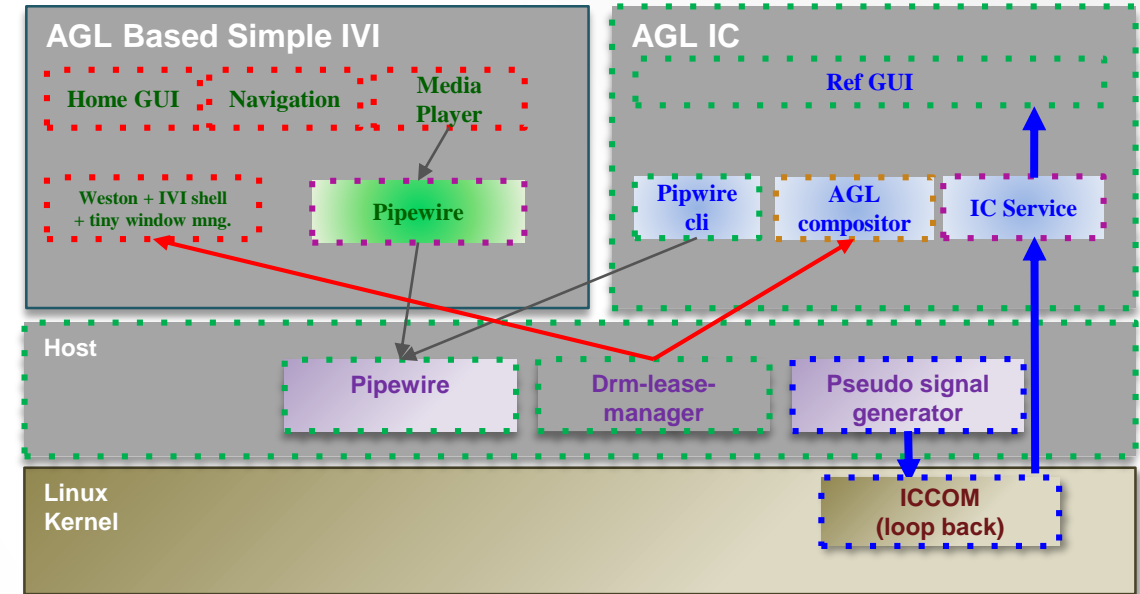 AGL Based Simple IVI
Home GUI
Navigation
Media
Player
Weston + IVI shell
+ tiny window mng.
Pipewire
AGL IC
Ref GUI
Pipwire
cli
AGL
compositor
IC Service
Host
Pipewire
Drm-lease-
manager
Pseudo signal
generator
Linux
Kernel
ICCOM
(loop back)